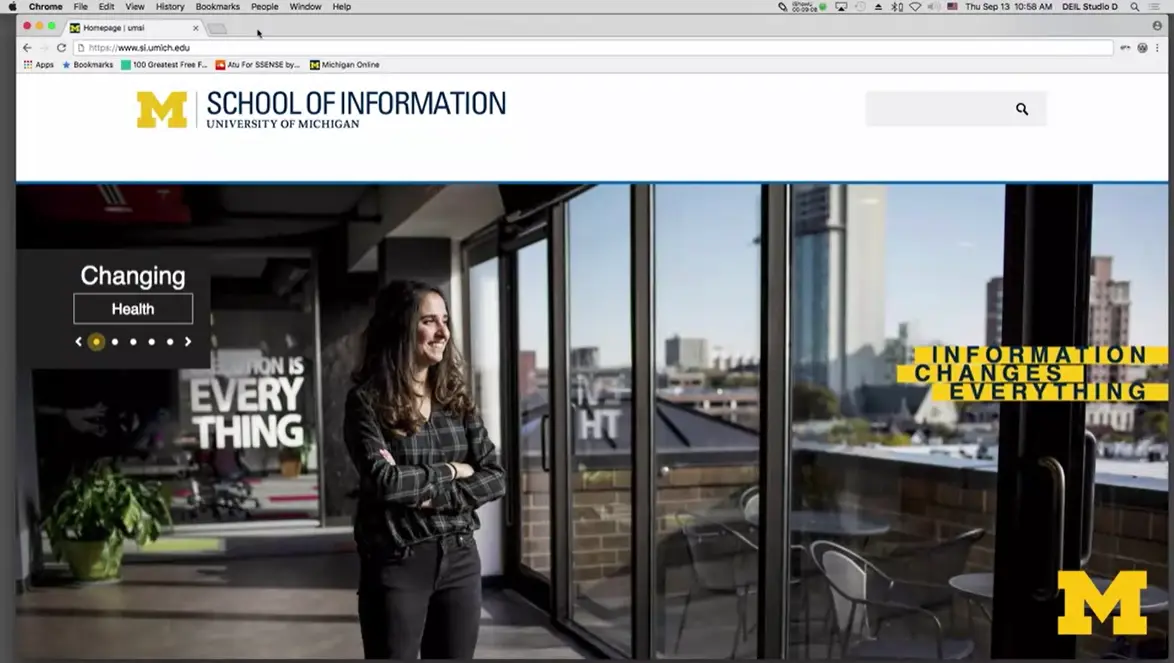 Chrome File Edit View History Bookmarks People Window Help
Thu Sep 13 10:58 AM DEIL Studio D
Homepage | umsi
https://www.si.umich.edu
Apps Bookmarks 100 Greatest Free F... Atu For SSENSE by... Michigan Online
M SCHOOL OF INFORMATION
UNIVERSITY OF MICHIGAN
Changing
Health
IS
EVERY
THING
HT
INFORMATION
CHANGES
EVERYTHING
M